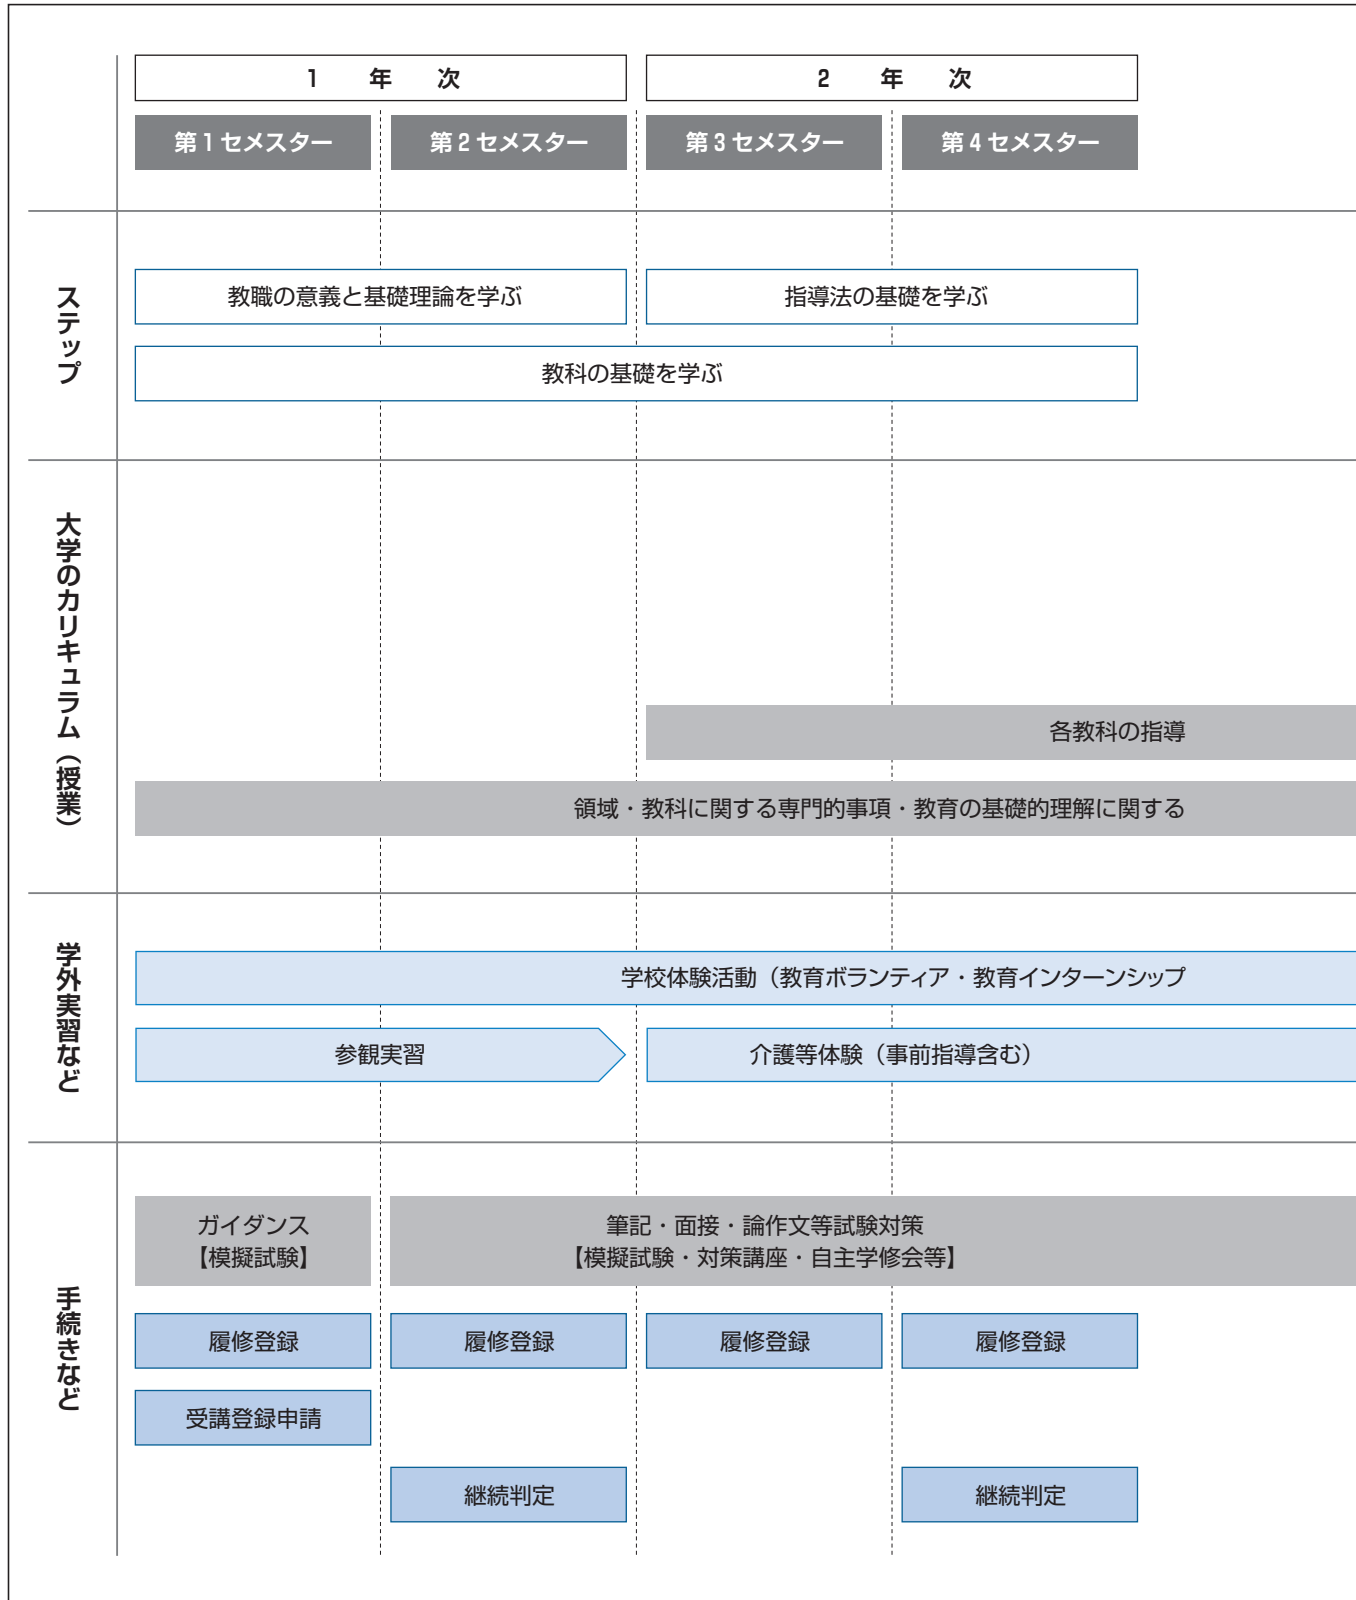 1 年 次
2 年 次
第1セメスター
第2セメスター
第3セメスター
第4セメスター
ステップ
教職の意義と基礎理論を学ぶ
指導法の基礎を学ぶ
教科の基礎を学ぶ
大学のカリキュラム（授業）
各教科の指導
領域・教科に関する専門的事項・教育の基礎的理解に関する
学外実習など
学校体験活動（教育ボランティア・教育インターンシップ
参観実習
介護等体験（事前指導含む）
手続きなど
ガイダンス
【模擬試験】
筆記・面接・論作文等試験対策
【模擬試験・対策講座・自主学修会等】
履修登録
履修登録
履修登録
履修登録
受講登録申請
継続判定
継続判定